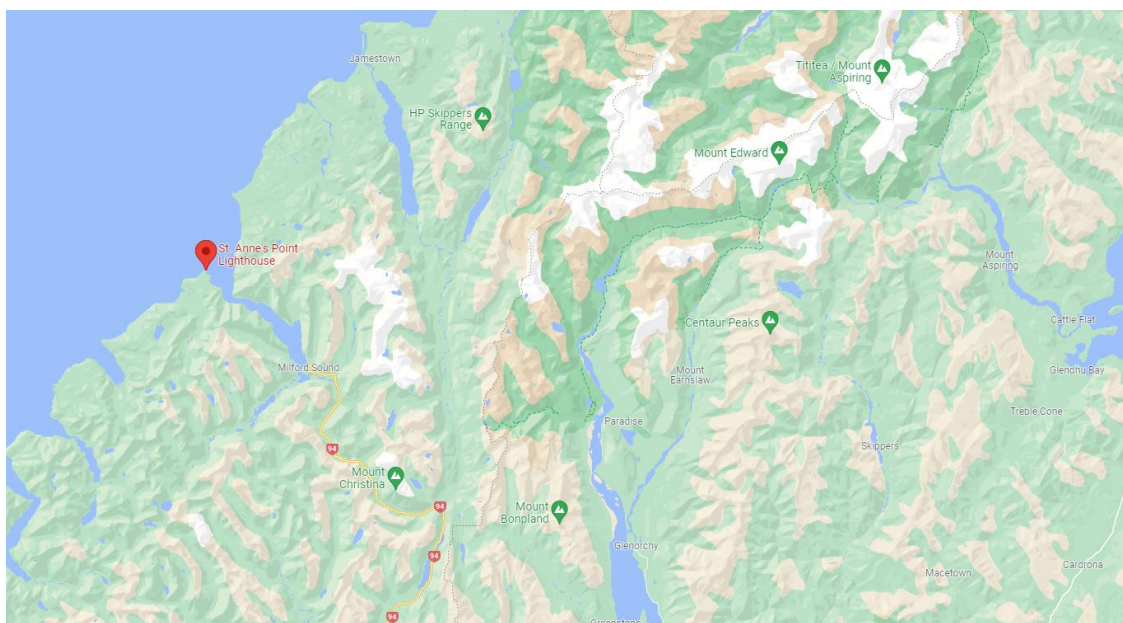 Jamestown
Tititea / Mount
Aspiring
HP Skippers
Range
Mount Edward
St. Anne's Point
Lighthouse
Mount
Aspiring
Centaur Peaks
Cattle Flat
Milford Sound
Mount
Earnslaw
Glendhu Bay
Treble Cone
Paradise
Skippers
94
Mount
Christina
94
Mount
Bonpland
Glenorchy
94
Cardrona
Macetown
94
Greenstone